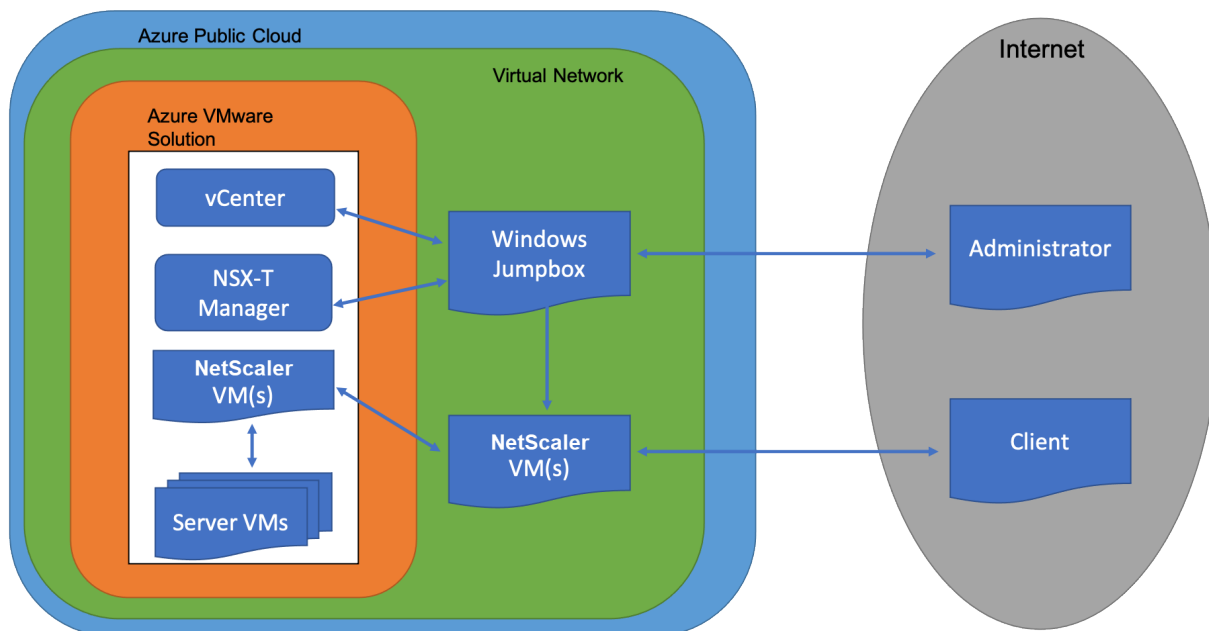 Azure Public Cloud
Virtual Network
Azure VMware
Solution
vCenter
NSX-T
Manager
NetScaler
VM(s)
Server VMs
Windows
Jumpbox
NetScaler
VM(s)
Internet
Administrator
Client